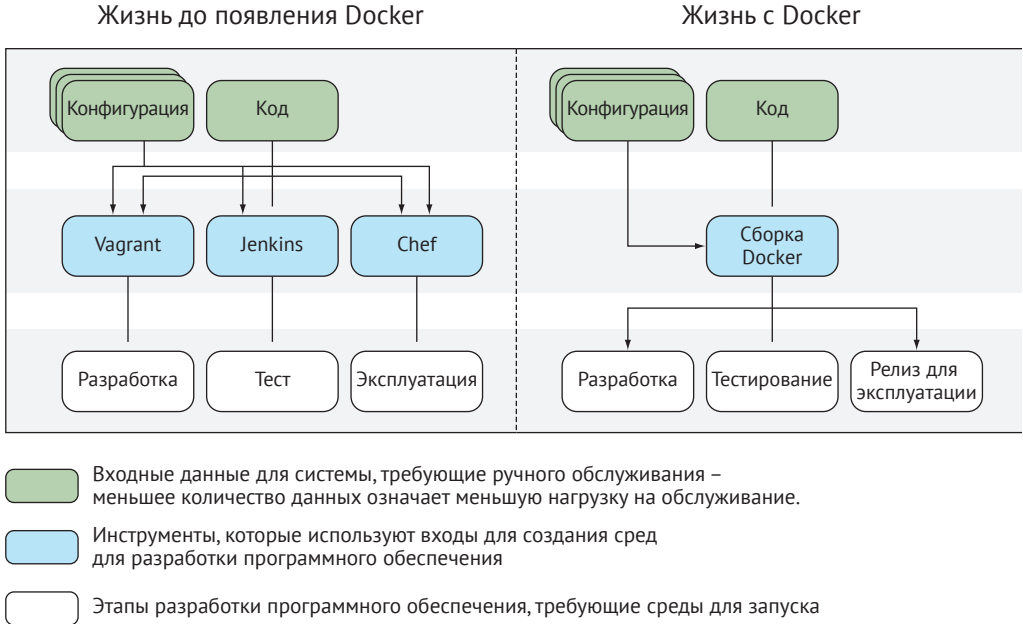 Жизнь до появления Docker
Жизнь с Docker
Конфигурация
Код
Конфигурация
Код
Vagrant
Jenkins
Chef
Сборка
Docker
Разработка
Тест
Эксплуатация
Разработка
Тестирование
Релиз для
эксплуатации
Входные данные для системы, требующие ручного обслуживания –
меньшее количество данных означает меньшую нагрузку на обслуживание.
Инструменты, которые используют входы для создания сред
для разработки программного обеспечения
Этапы разработки программного обеспечения, требующие среды для запуска